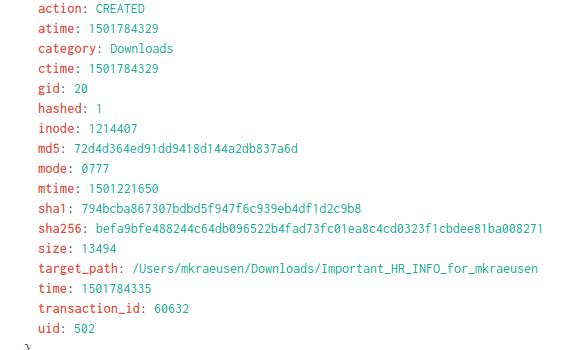 action: CREATED
atime: 1501784329
category: Downloads
ctime: 1501784329
gid: 20
hashed: 1
inode: 1214407
md5: 72d4d364ed91dd9418d144a2db837a6d
mode: 0777
mtime: 1501221650
sha1: 794bcba867307bdbd5f947f6c939eb4df1d2c9b8
sha256: befa9bfe488244c64db096522b4fad73fc01ea8c4cd0323f1cbdee81ba008271
size: 13494
target_path: /Users/mkraeusen/Downloads/Important_HR_INFO_for_mkraeusen
time: 1501784335
transaction_id: 60632
uid: 502
}